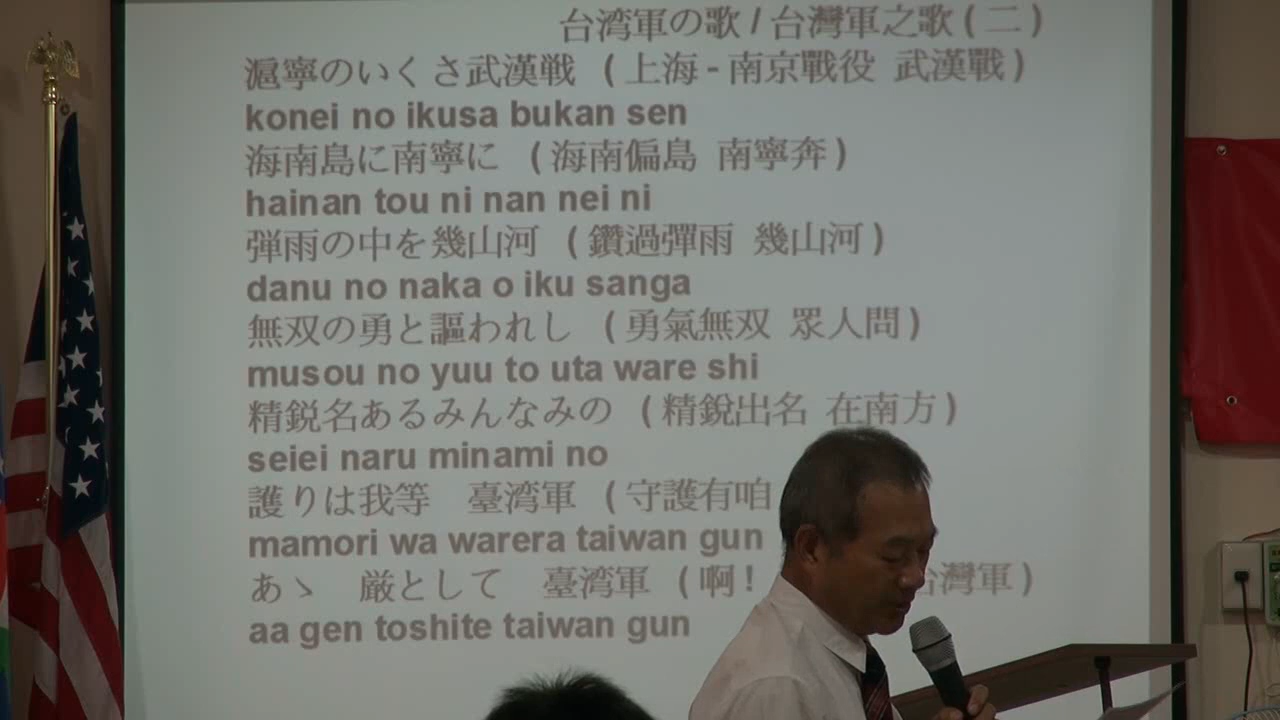 台湾軍の歌 / 台灣軍之歌 ( 二 )
滬寧のいくさ武漢戦 ( 上海 - 南京戰役 武漢戰 )
konei no ikusa bukan sen
海南島に南寧に ( 海南偏島 南寧奔 )
hainan tou ni nan nei ni
弾雨の中を幾山河 ( 鑽過彈雨 幾山河 )
danu no naka o iku sanga
無双の勇と謳われし ( 勇氣無双 眾人問 )
musou no yuu to uta ware shi
精鋭名あるみんなみの ( 精銳出名 在南方 )
seiei naru minami no
護りは我等 臺湾軍 ( 守護有咱
mamori wa warera taiwan gun
あゝ 厳として 臺湾軍 ( 啊 ! 台灣軍 )
aa gen toshite taiwan gun